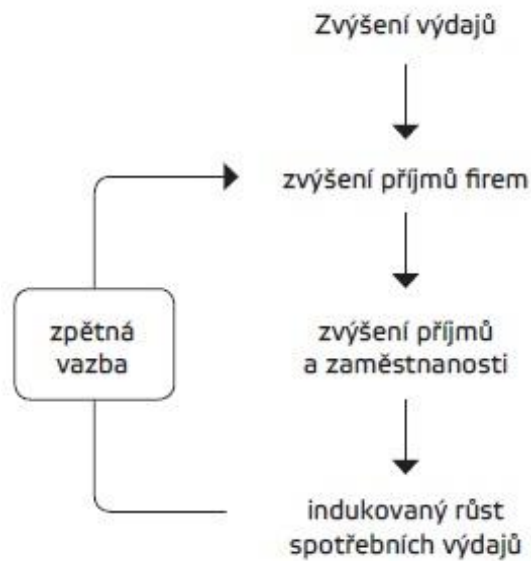 Zvýšení výdajů
zvýšení příjmů firem
zpětná
vazba
zvýšení příjmů
a zaměstnanosti
indukovaný růst
spotřebních výdajů